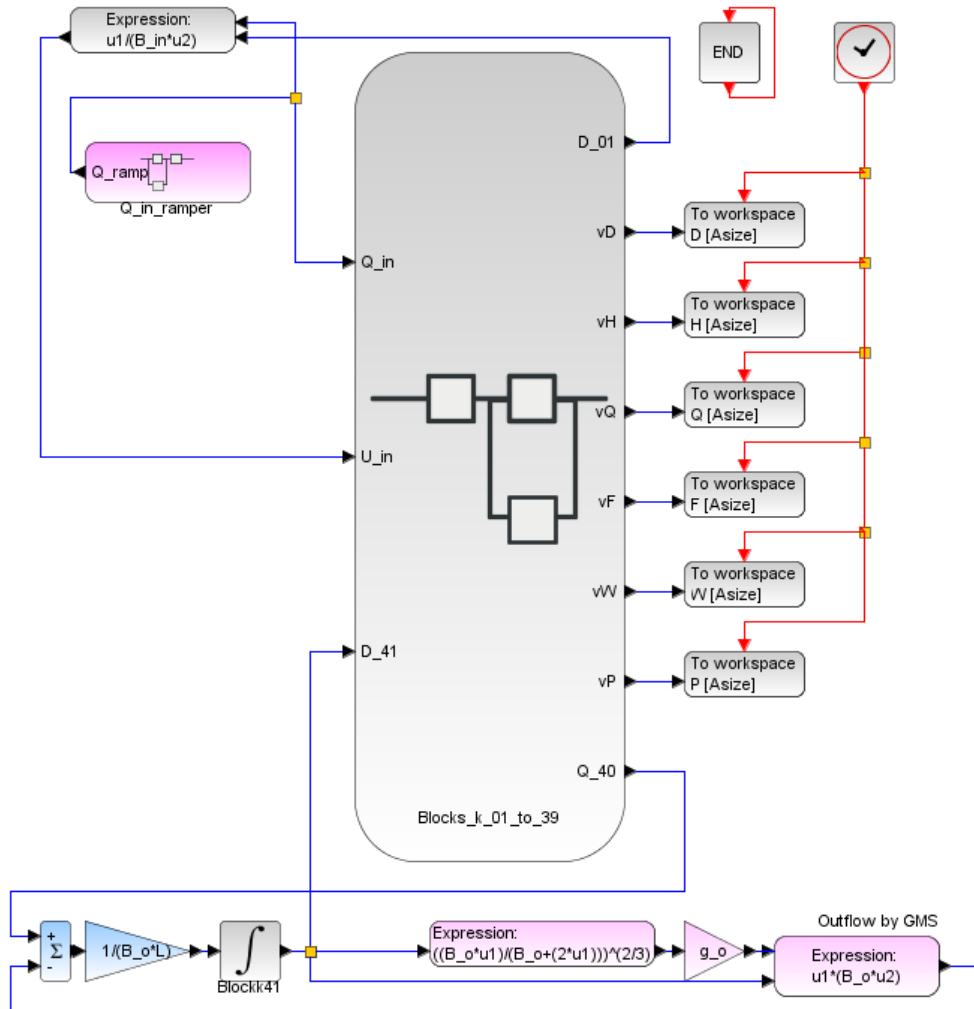 Expression:
u1/(B_in*u2)
END
D_01
Q_ramp
Q_in_ramper
To workspace
D [Asize]
vD
Q_in
To workspace
H [Asize]
vH
To workspace
Q [Asize]
vQ
U_in
To workspace
F [Asize]
vF
To workspace
W [Asize]
vW
D_41
To workspace
P [Asize]
vP
Q_40
Blocks_k_01_to_39
Outflow by GMS
+
Σ
-
1/(B_o*L)
∫
Blockk41
Expression:
((B_o*u1)/(B_o+(2*u1)))^(2/3)
g_o
Expression:
u1*(B_o*u2)